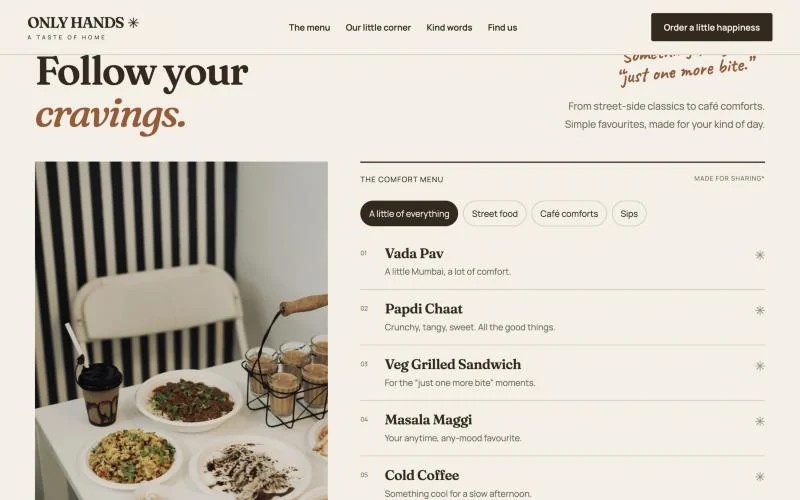 ONLY HANDS ✳
A TASTE OF HOME
The menu
Our little corner
Kind words
Find us
Order a little happiness
Follow your
cravings.
“just one more bite.”
From street-side classics to café comforts.
Simple favourites, made for your kind of day.
THE COMFORT MENU
MADE FOR SHARING*
A little of everything
Street food
Café comforts
Sips
01
Vada Pav
A little Mumbai, a lot of comfort.
02
Papdi Chaat
Crunchy, tangy, sweet. All the good things.
03
Veg Grilled Sandwich
For the “just one more bite” moments.
04
Masala Maggi
Your anytime, any-mood favourite.
05
Cold Coffee
Something cool for a slow afternoon.